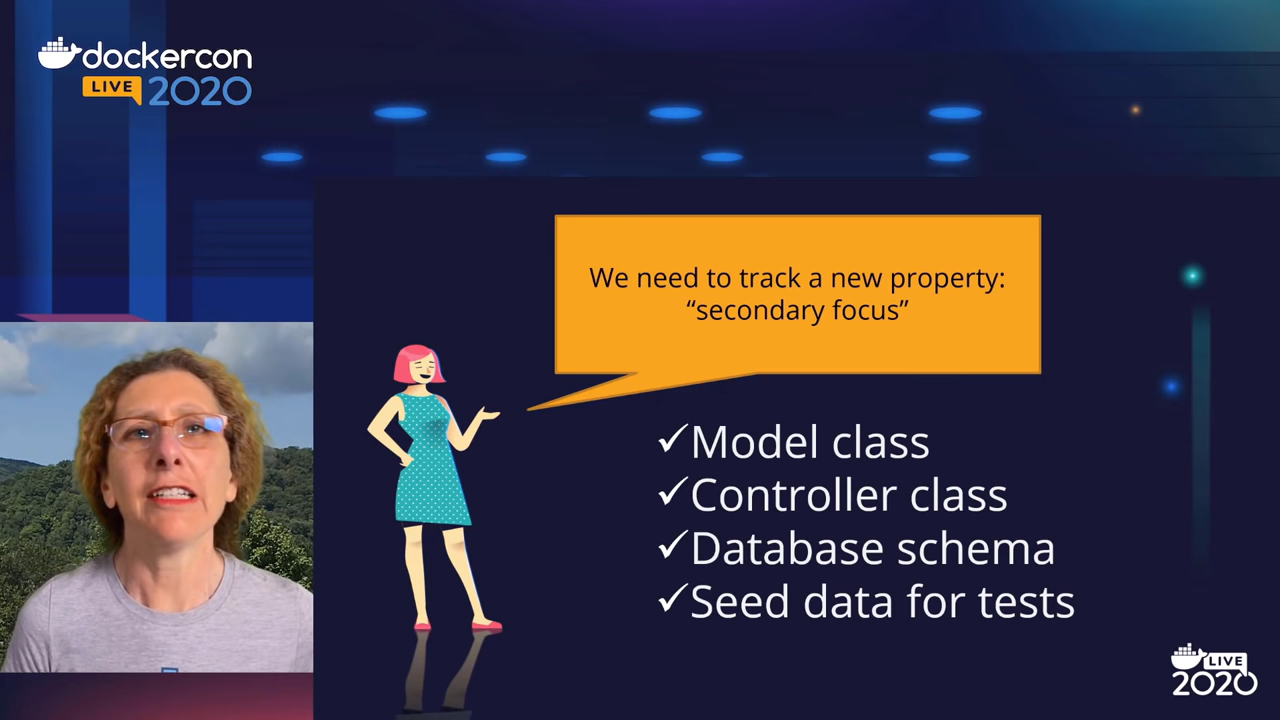 dockercon
LIVE 2020
We need to track a new property:
“secondary focus”
✓Model class
✓Controller class
✓Database schema
✓Seed data for tests
LIVE
2020